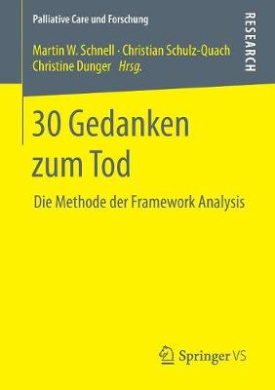 Palliative Care und Forschung
RESEARCH
Martin W. Schnell · Christian Schulz-Quach
Christine Dunger Hrsg.
30 Gedanken
zum Tod
Die Methode der Framework Analysis
Springer VS